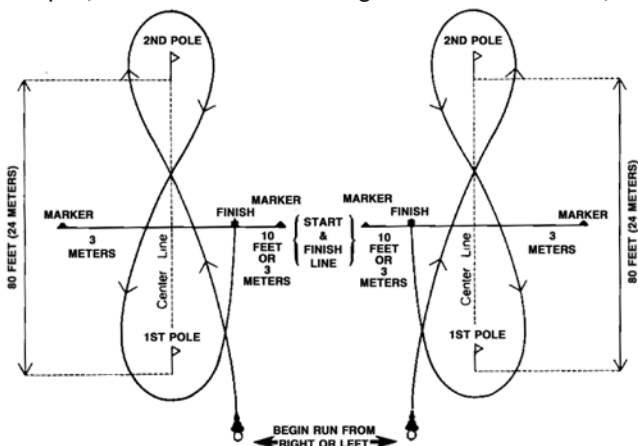 2ND POLE
2ND POLE
80 FEET (24 METERS)
MARKER
3
METERS
FINISH
MARKER
10
FEET
OR
3
METERS
START
&
FINISH
LINE
MARKER
10
FEET
OR
3
METERS
FINISH
MARKER
3
METERS
80 FEET (24 METERS)
Center Line
Center Line
1ST POLE
1ST POLE
BEGIN RUN FROM
RIGHT OR LEFT